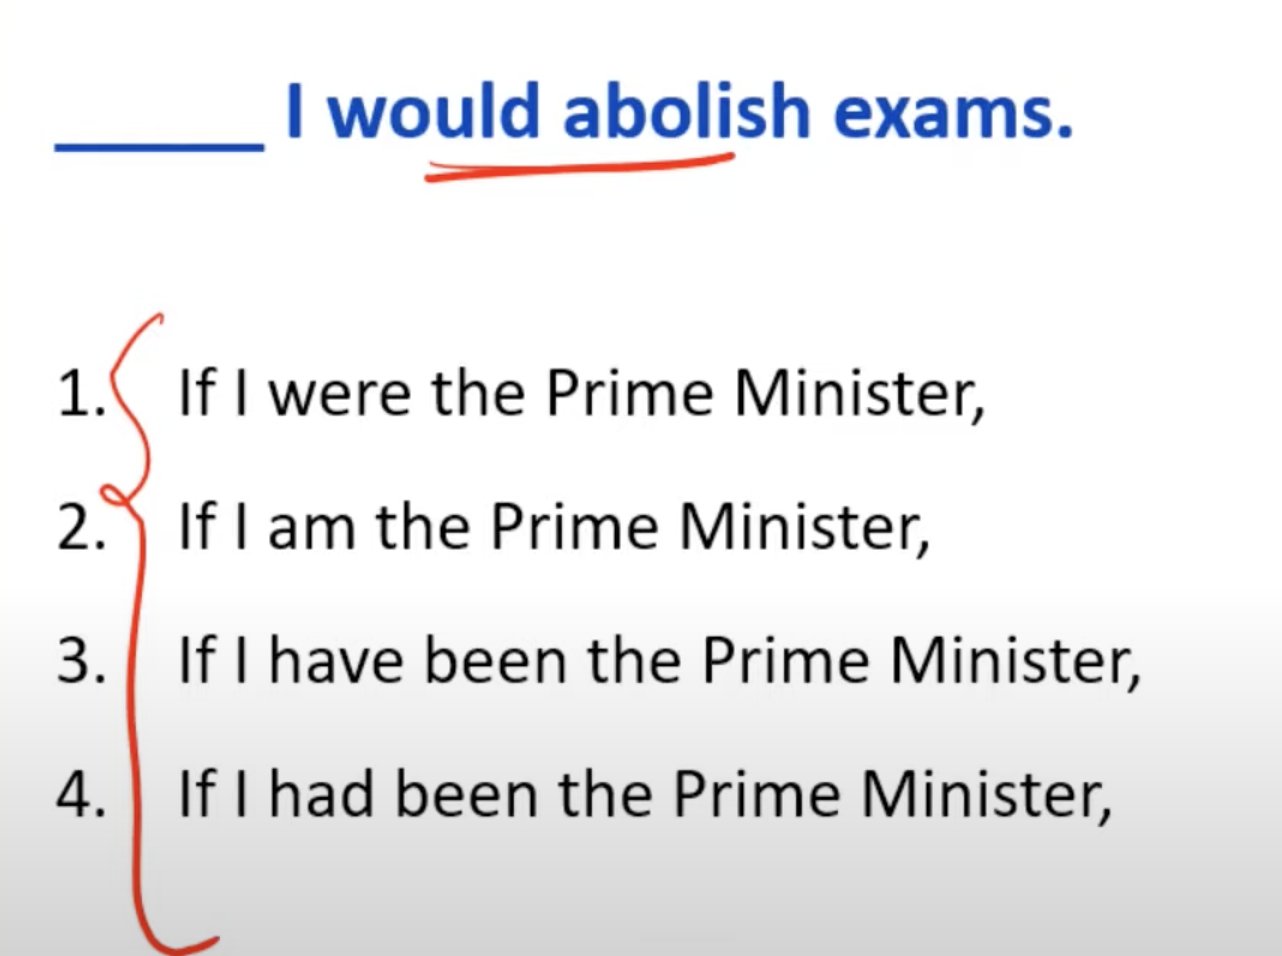 _____ I would abolish exams.
1. If I were the Prime Minister,
2. If I am the Prime Minister,
3. If I have been the Prime Minister,
4. If I had been the Prime Minister,